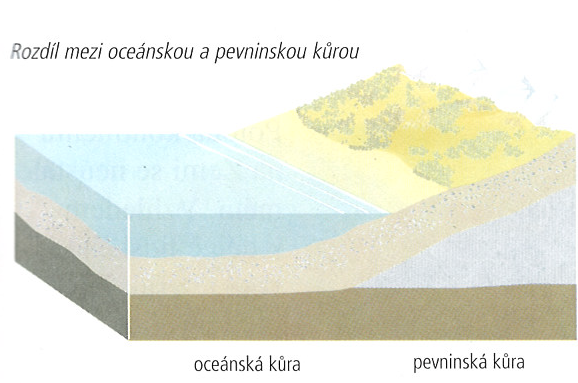 Rozdíl mezi oceánskou a pevninskou kůrou
oceánská kůra
pevninská kůra